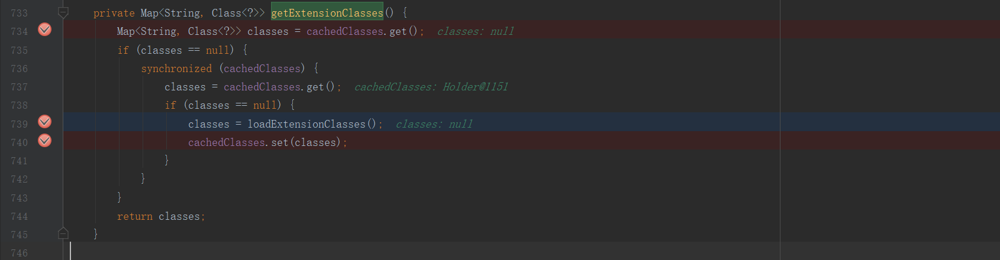 733 private Map<String, Class<?>> getExtensionClasses() {
734 Map<String, Class<?>> classes = cachedClasses.get(); classes: null
735 if (classes == null) {
736 synchronized (cachedClasses) {
737 classes = cachedClasses.get(); cachedClasses: Holder@1151
738 if (classes == null) {
739 classes = loadExtensionClasses(); classes: null
740 cachedClasses.set(classes);
741 }
742 }
743 }
744 return classes;
745 }
746